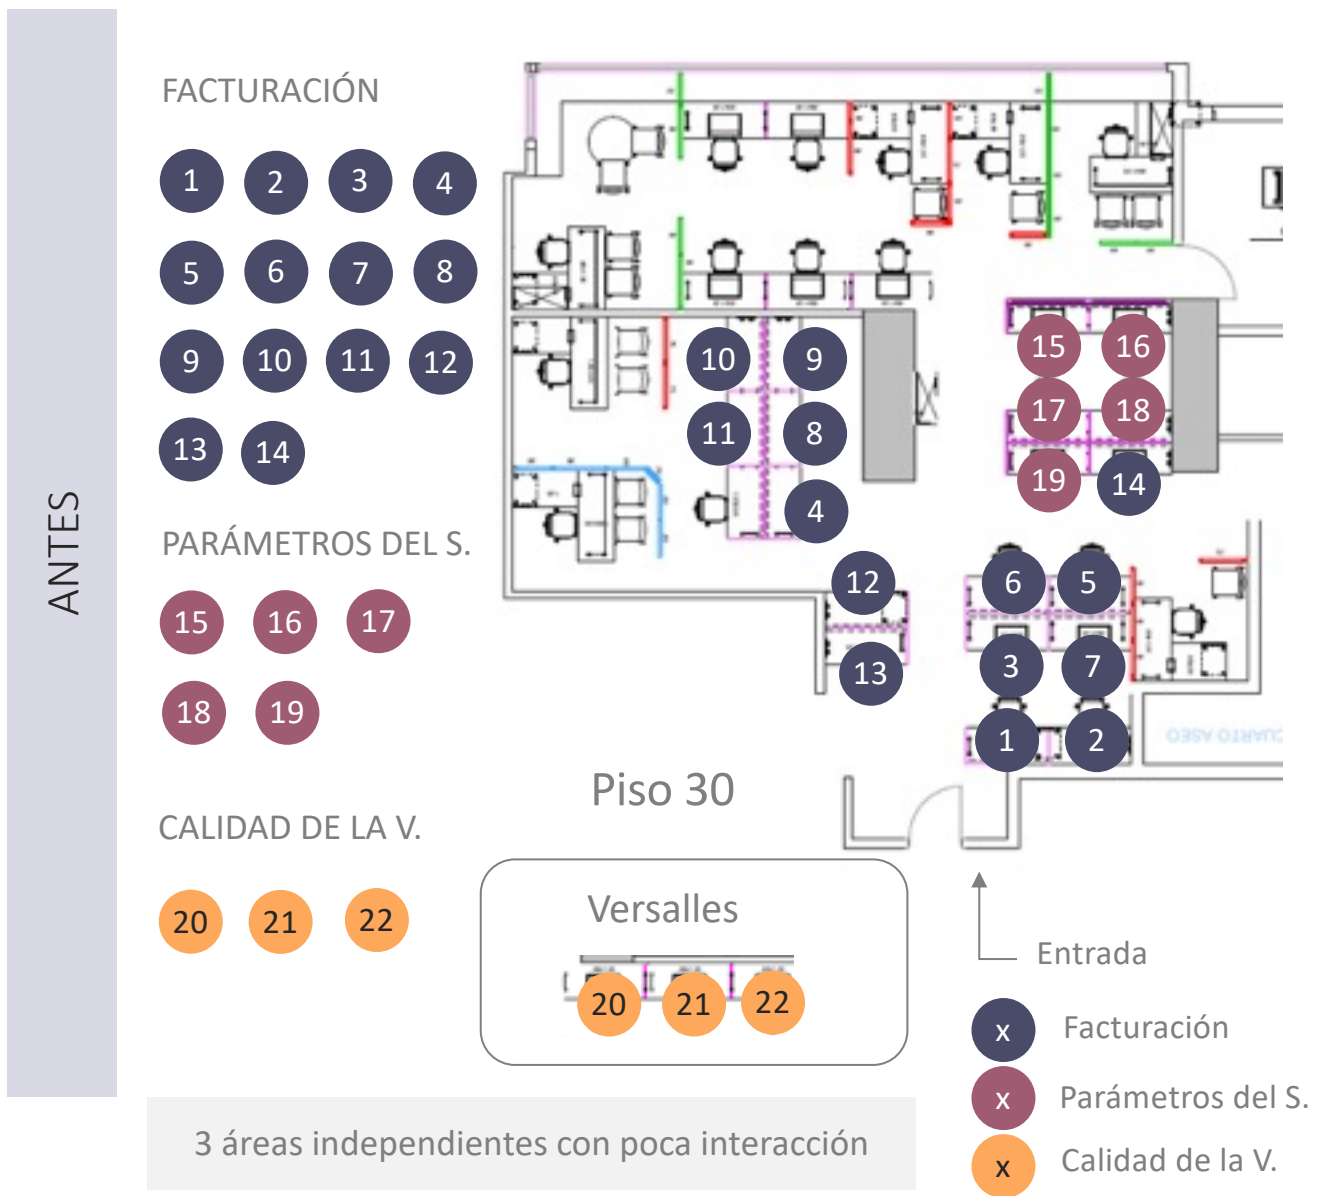 ANTES
FACTURACIÓN
1 2 3 4
5 6 7 8
9 10 11 12
13 14
PARÁMETROS DEL S.
15 16 17
18 19
CALIDAD DE LA V.
20 21 22
10 9
11 8
4
12
13
15 16
17 18
19 14
6 5
3 7
1 2
CUARTO ASEO
Piso 30
Versalles
20 21 22
Entrada
x Facturación
x Parámetros del S.
x Calidad de la V.
3 áreas independientes con poca interacción